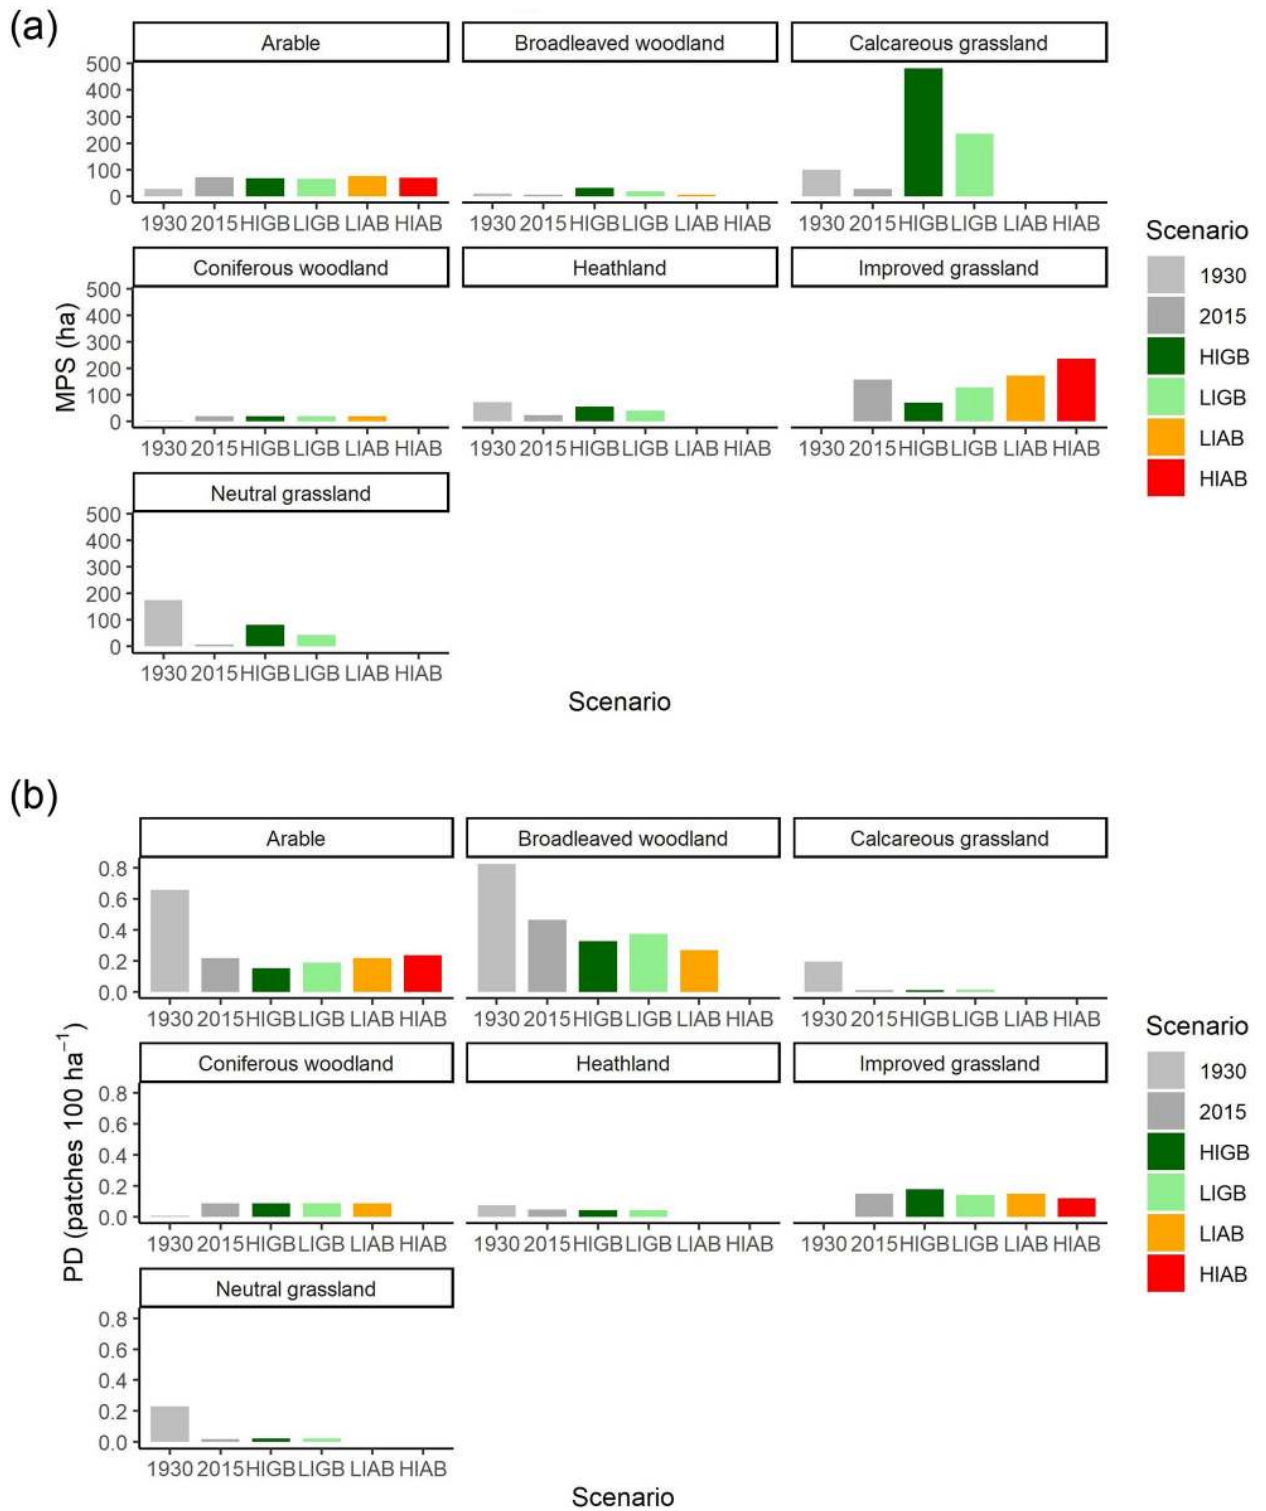 (a)
Arable
Broadleaved woodland
Calcareous grassland
500
400
300
200
100
0
1930 2015 HIGB LIGB LIAB HIAB
1930 2015 HIGB LIGB LIAB HIAB
1930 2015 HIGB LIGB LIAB HIAB
Coniferous woodland
Heathland
Improved grassland
500
400
300
200
100
0
1930 2015 HIGB LIGB LIAB HIAB
1930 2015 HIGB LIGB LIAB HIAB
1930 2015 HIGB LIGB LIAB HIAB
Neutral grassland
500
400
300
200
100
0
1930 2015 HIGB LIGB LIAB HIAB
MPS (ha)
Scenario
Scenario
1930
2015
HIGB
LIGB
LIAB
HIAB
(b)
Arable
Broadleaved woodland
Calcareous grassland
0.8
0.6
0.4
0.2
0.0
1930 2015 HIGB LIGB LIAB HIAB
1930 2015 HIGB LIGB LIAB HIAB
1930 2015 HIGB LIGB LIAB HIAB
Coniferous woodland
Heathland
Improved grassland
0.8
0.6
0.4
0.2
0.0
1930 2015 HIGB LIGB LIAB HIAB
1930 2015 HIGB LIGB LIAB HIAB
1930 2015 HIGB LIGB LIAB HIAB
Neutral grassland
0.8
0.6
0.4
0.2
0.0
1930 2015 HIGB LIGB LIAB HIAB
PD (patches 100 ha⁻¹)
Scenario
Scenario
1930
2015
HIGB
LIGB
LIAB
HIAB